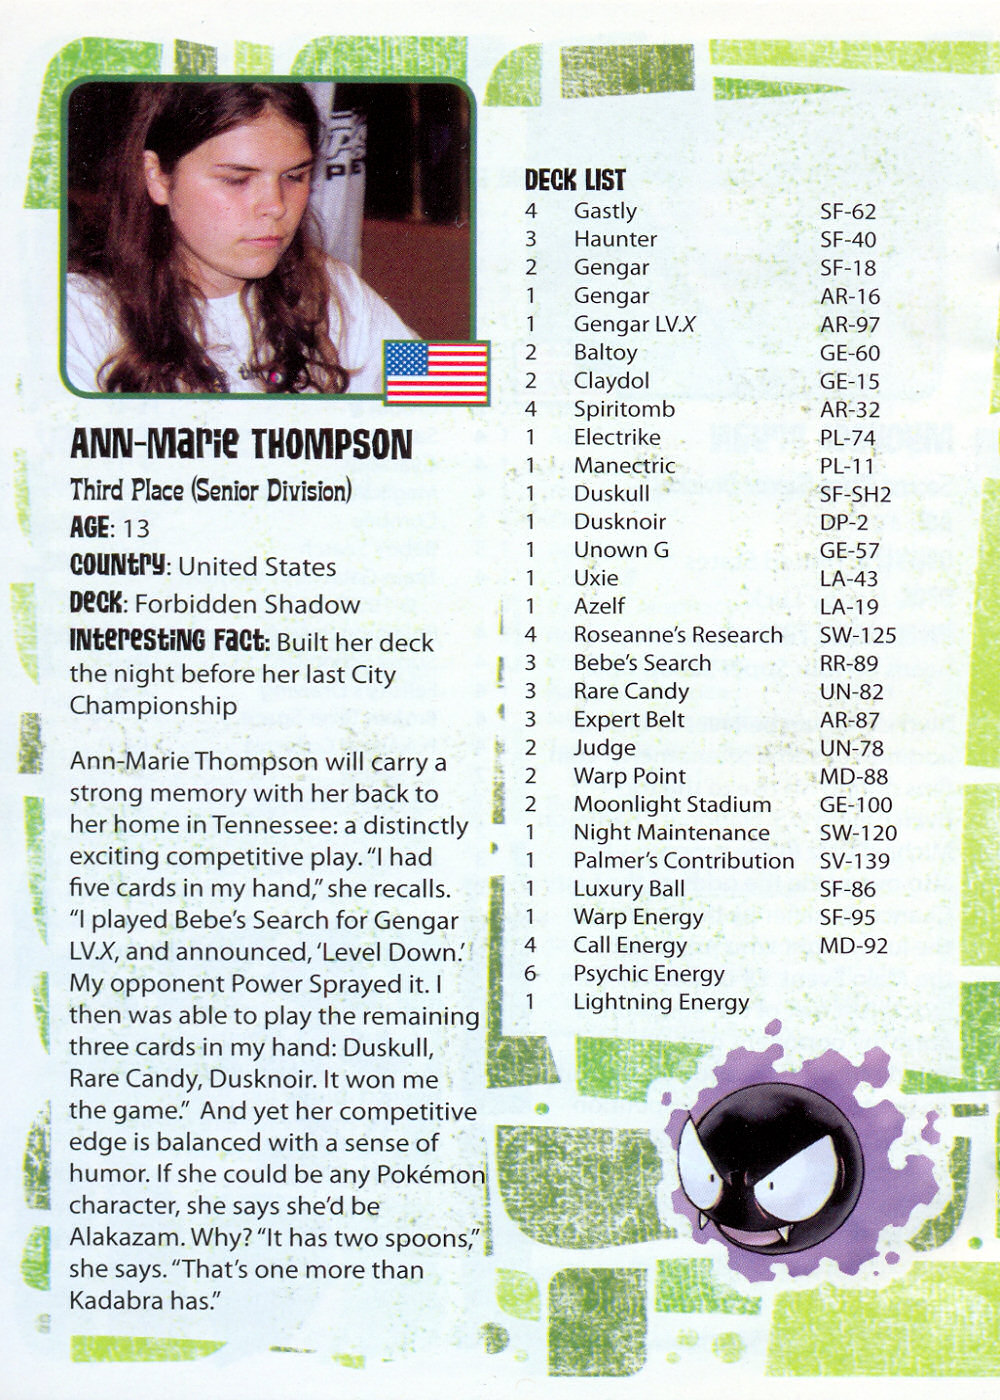 ANN-MARIE THOMPSON
Third Place (Senior Division)
AGE: 13
COUNTRY: United States
DECK: Forbidden Shadow
INTERESTING FACT: Built her deck
the night before her last City
Championship
Ann-Marie Thompson will carry a
strong memory with her back to
her home in Tennessee: a distinctly
exciting competitive play. “I had
five cards in my hand,” she recalls.
“I played Bebe’s Search for Gengar
LV.X, and announced, ‘Level Down.’
My opponent Power Sprayed it. I
then was able to play the remaining
three cards in my hand: Duskull,
Rare Candy, Dusknoir. It won me
the game.” And yet her competitive
edge is balanced with a sense of
humor. If she could be any Pokémon
character, she says she’d be
Alakazam. Why? “It has two spoons,”
she says. “That’s one more than
Kadabra has.”
DECK LIST
4 Gastly SF-62
3 Haunter SF-40
2 Gengar SF-18
1 Gengar AR-16
1 Gengar LV.X AR-97
2 Baltoy GE-60
2 Claydol GE-15
4 Spiritomb AR-32
1 Electrike PL-74
1 Manectric PL-11
1 Duskull SF-SH2
1 Dusknoir DP-2
1 Unown G GE-57
1 Uxie LA-43
1 Azelf LA-19
4 Roseanne’s Research SW-125
3 Bebe’s Search RR-89
3 Rare Candy UN-82
3 Expert Belt AR-87
2 Judge UN-78
2 Warp Point MD-88
2 Moonlight Stadium GE-100
1 Night Maintenance SW-120
1 Palmer’s Contribution SV-139
1 Luxury Ball SF-86
1 Warp Energy SF-95
4 Call Energy MD-92
6 Psychic Energy
1 Lightning Energy